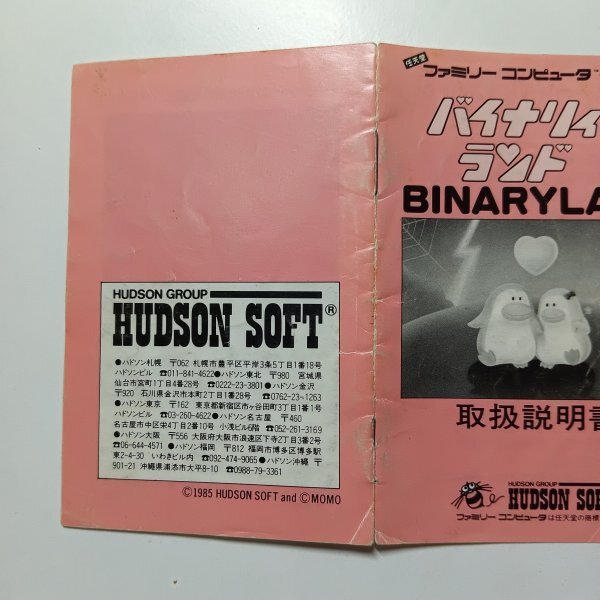 HUDSON GROUP
HUDSON SOFT®
●ハドソン札幌 〒062 札幌市豊平区平岸3条5丁目1番18号
ハドソンビル ☎011-841-4622●ハドソン東北 〒980 宮城県
仙台市宮町1丁目4番28号 ☎0222-23-3801●ハドソン金沢
〒920 石川県金沢市本町2丁目1番28号 ☎0762-23-1263
●ハドソン東京 〒162 東京都新宿区市ヶ谷田町3丁目1番1号
ハドソンビル ☎03-260-4622●ハドソン名古屋 〒460
名古屋市中区栄4丁目2番10号 小浅ビル6階 ☎052-261-3169
●ハドソン大阪 〒556 大阪府大阪市浪速区下寺2丁目3番2号
☎06-644-4571 ●ハドソン福岡 〒812 福岡市博多区博多駅
東2-4-30 いわきビル内 ☎092-474-9065●ハドソン沖縄 〒
901-21 沖縄県浦添市大平8-10 ☎0988-79-3361
©1985 HUDSON SOFT and ©MOMO
任天堂
ファミリー コンピュータ™
バイナリィ
ランド
BINARYLA
取扱説明書
HUDSON GROUP
HUDSON SO
ファミリー コンピュータは任天堂の商標